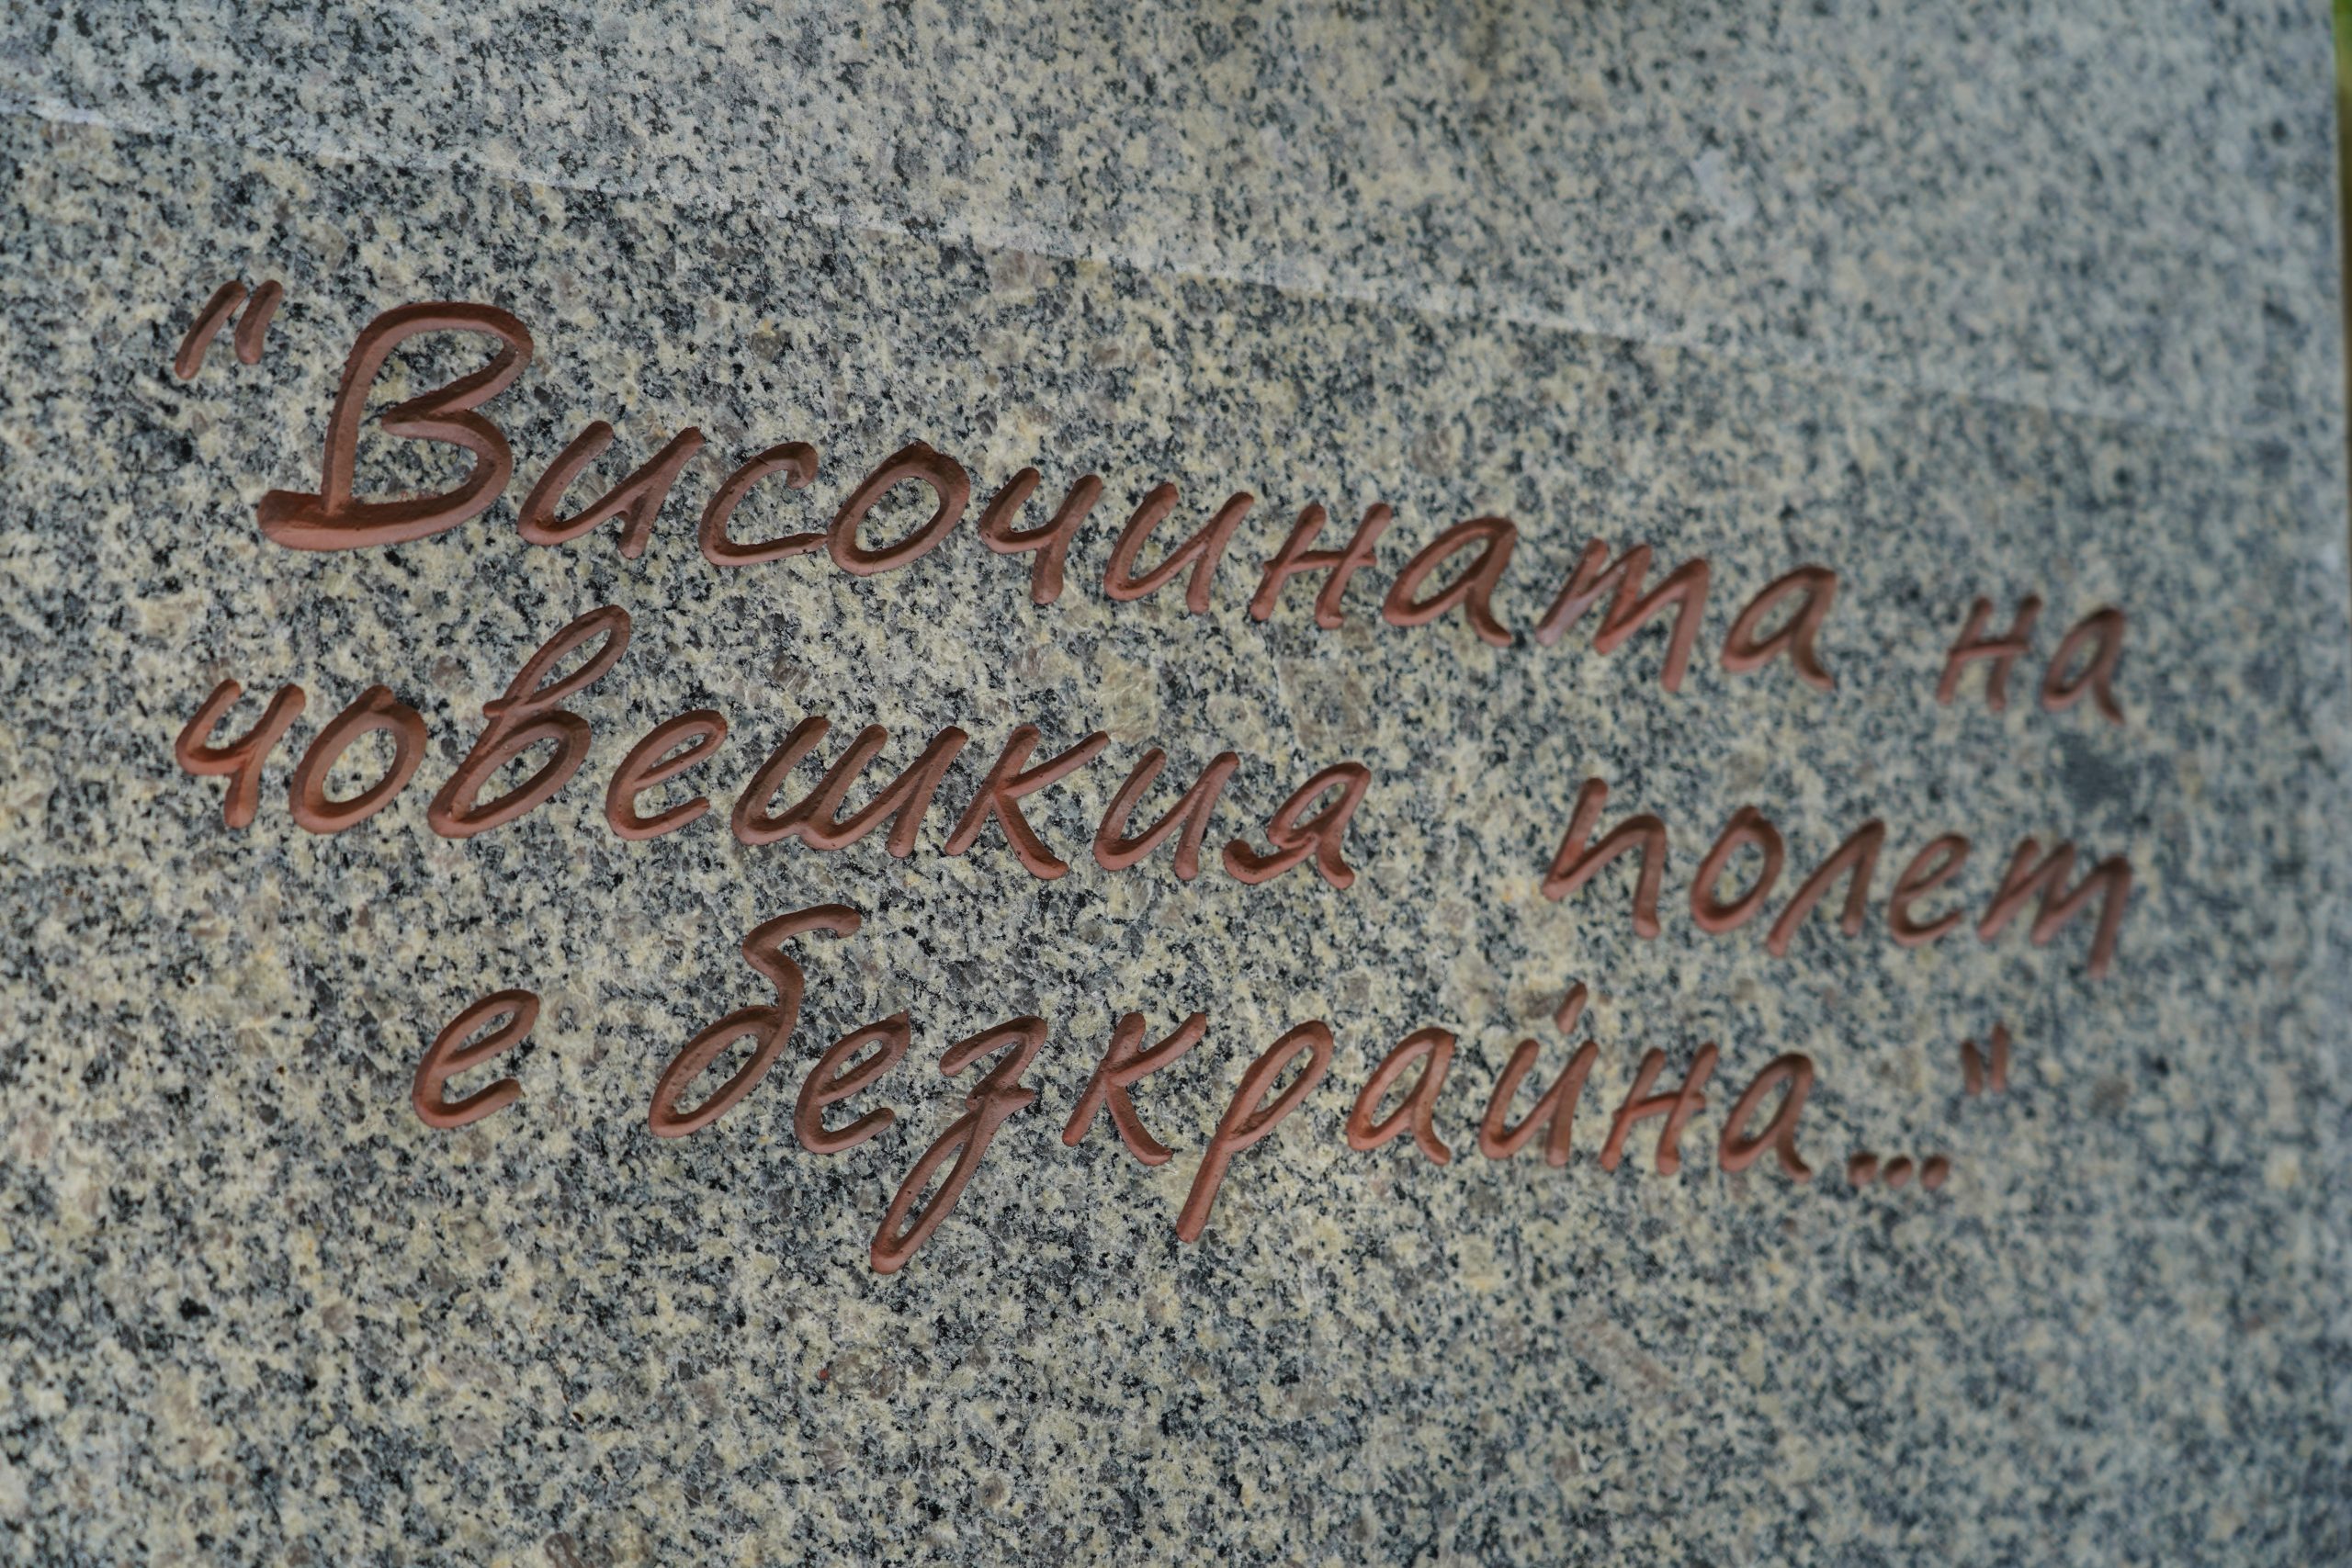 "Височината на
човешкия полет
е безкрайна..."